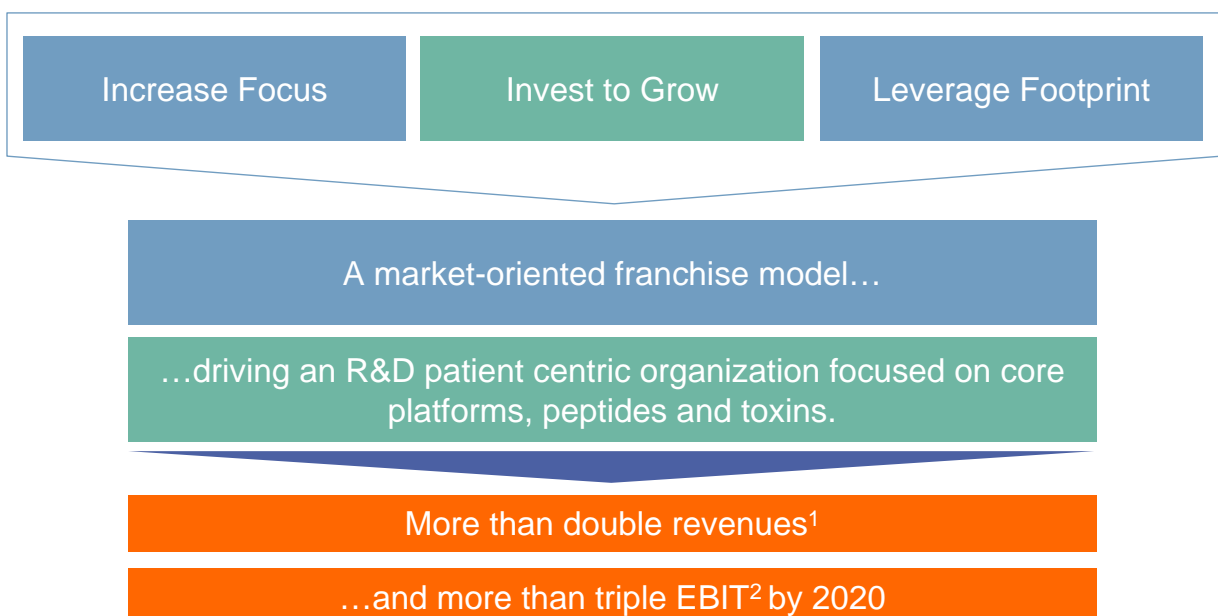 Increase Focus
Invest to Grow
Leverage Footprint
A market-oriented franchise model…
…driving an R&D patient centric organization focused on core
platforms, peptides and toxins.
More than double revenues¹
…and more than triple EBIT² by 2020